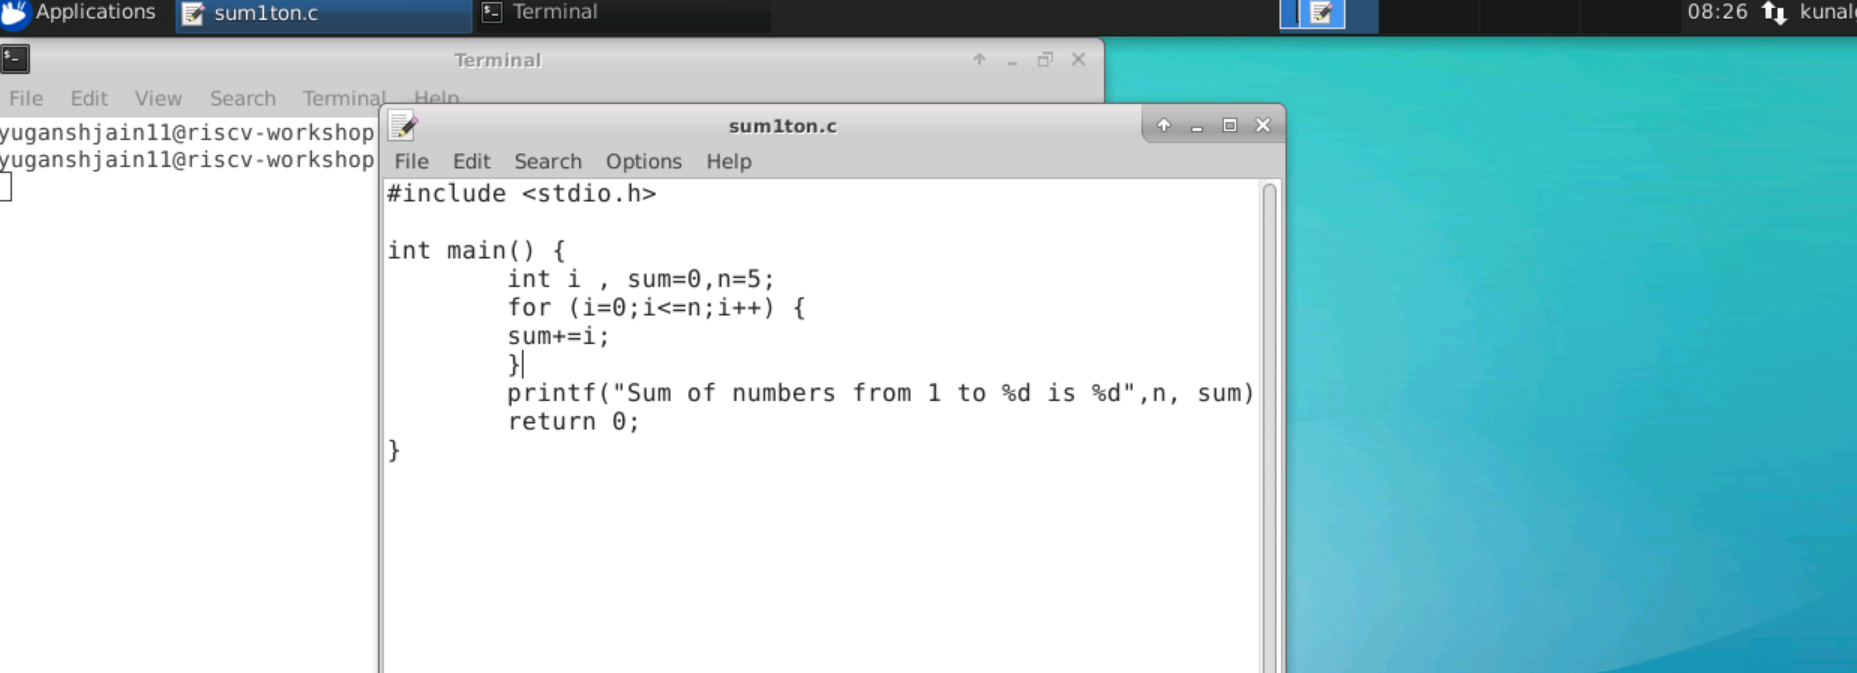 Applications sum1ton.c Terminal 08:26 kunal
Terminal
File Edit View Search Terminal Help
yuganshjain11@riscv-workshop
yuganshjain11@riscv-workshop
sum1ton.c
File Edit Search Options Help
#include <stdio.h>
int main() {
int i , sum=0,n=5;
for (i=0;i<=n;i++) {
sum+=i;
}
printf("Sum of numbers from 1 to %d is %d",n, sum)
return 0;
}